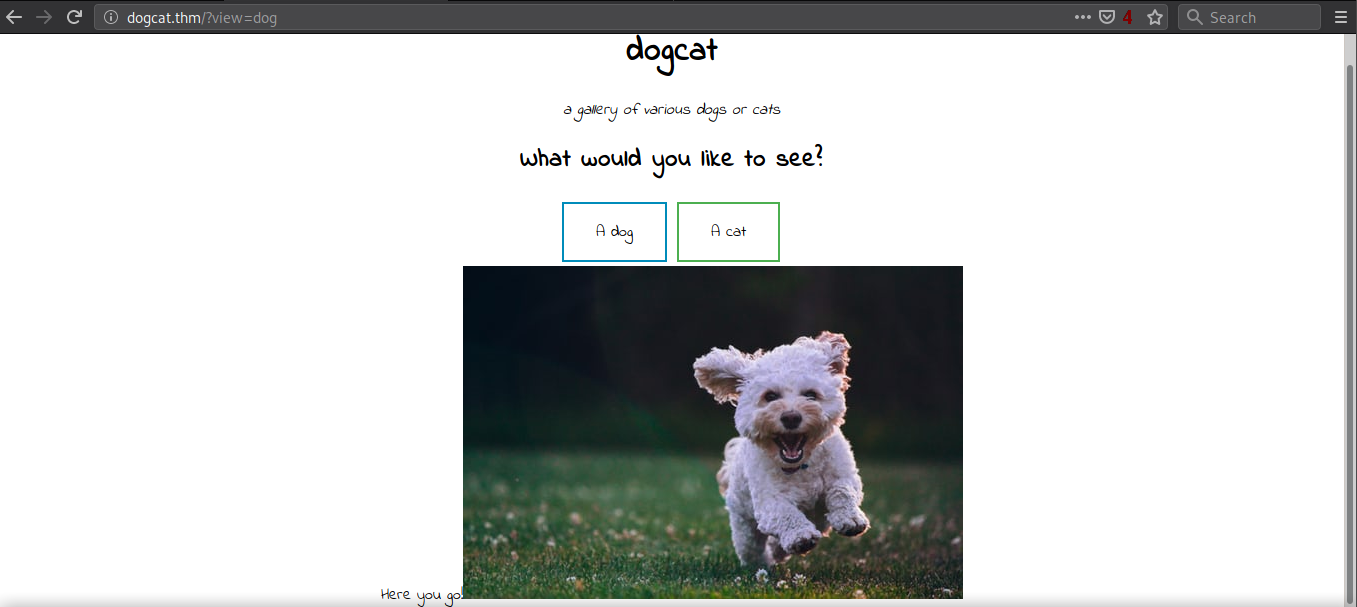 dogcat.thm/?view=dog
4
Search
dogcat
a gallery of various dogs or cats
What would you like to see?
A dog
A cat
Here you go!